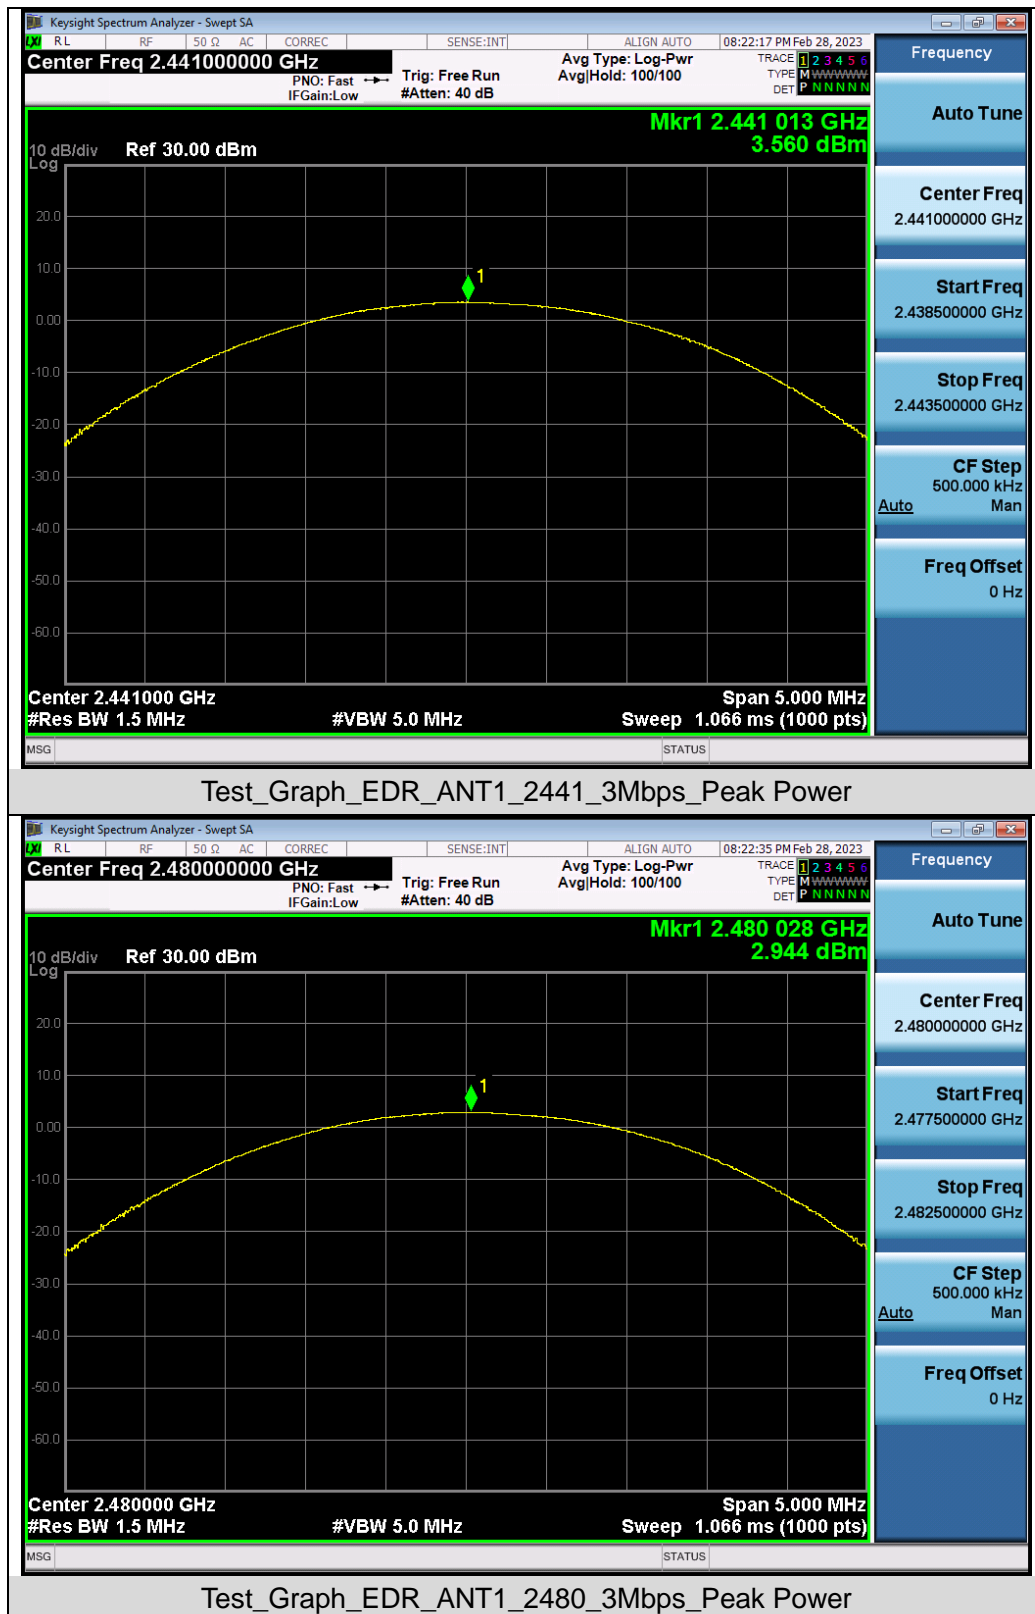 Keysight Spectrum Analyzer - Swept SA
LXI RL RF 50 Ω AC CORREC SENSE:INT ALIGN AUTO 08:22:17 PM Feb 28, 2023
Center Freq 2.441000000 GHz
PNO: Fast
IFGain:Low
Trig: Free Run
#Atten: 40 dB
Avg Type: Log-Pwr
Avg|Hold: 100/100
TRACE 1 2 3 4 5 6
TYPE M WWWWW
DET P N N N N N
Mkr1 2.441 013 GHz
3.560 dBm
10 dB/div Ref 30.00 dBm
Log
20.0
10.0
1
0.00
-10.0
-20.0
-30.0
-40.0
-50.0
-60.0
Center 2.441000 GHz Span 5.000 MHz
#Res BW 1.5 MHz #VBW 5.0 MHz Sweep 1.066 ms (1000 pts)
MSG STATUS
Frequency
Auto Tune
Center Freq
2.441000000 GHz
Start Freq
2.438500000 GHz
Stop Freq
2.443500000 GHz
CF Step
500.000 kHz
Auto Man
Freq Offset
0 Hz
Test_Graph_EDR_ANT1_2441_3Mbps_Peak Power
Keysight Spectrum Analyzer - Swept SA
LXI RL RF 50 Ω AC CORREC SENSE:INT ALIGN AUTO 08:22:35 PM Feb 28, 2023
Center Freq 2.480000000 GHz
PNO: Fast
IFGain:Low
Trig: Free Run
#Atten: 40 dB
Avg Type: Log-Pwr
Avg|Hold: 100/100
TRACE 1 2 3 4 5 6
TYPE M WWWWW
DET P N N N N N
Mkr1 2.480 028 GHz
2.944 dBm
10 dB/div Ref 30.00 dBm
Log
20.0
10.0
1
0.00
-10.0
-20.0
-30.0
-40.0
-50.0
-60.0
Center 2.480000 GHz Span 5.000 MHz
#Res BW 1.5 MHz #VBW 5.0 MHz Sweep 1.066 ms (1000 pts)
MSG STATUS
Frequency
Auto Tune
Center Freq
2.480000000 GHz
Start Freq
2.477500000 GHz
Stop Freq
2.482500000 GHz
CF Step
500.000 kHz
Auto Man
Freq Offset
0 Hz
Test_Graph_EDR_ANT1_2480_3Mbps_Peak Power